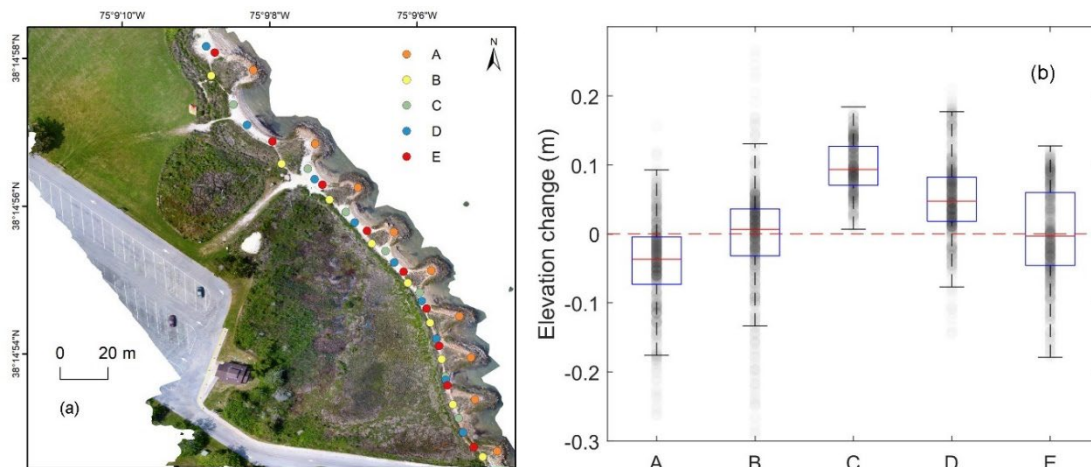 75°9'10"W
75°9'8"W
75°9'6"W
38°14'58"N
38°14'56"N
38°14'54"N
N
A
B
C
D
E
0 20 m
(a)
(b)
Elevation change (m)
0.2
0.1
0
-0.1
-0.2
-0.3
A B C D E